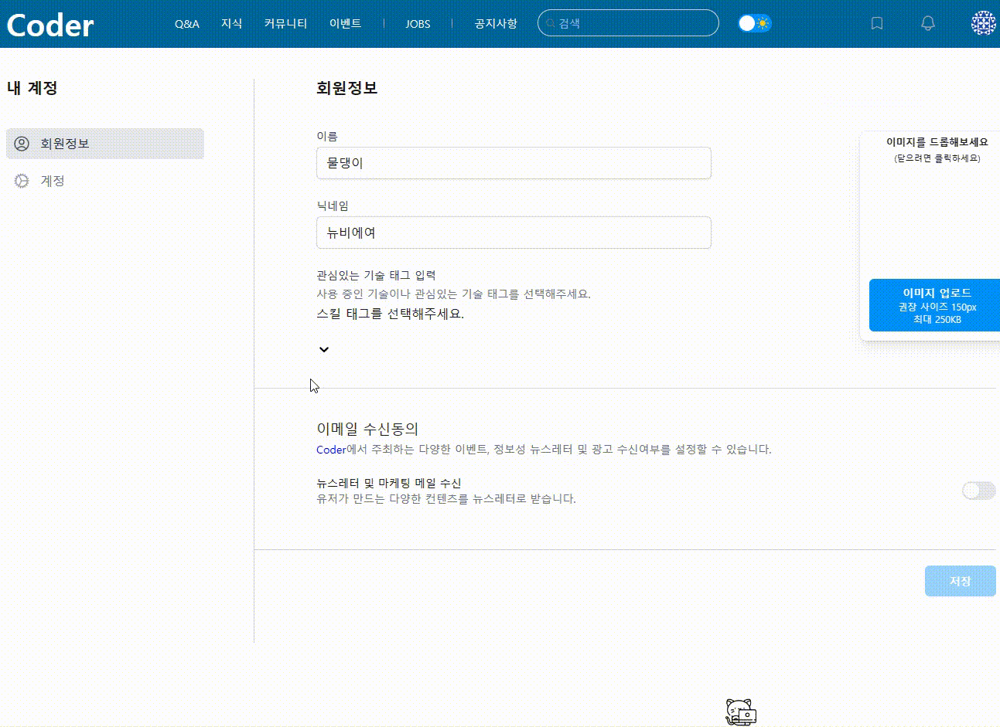 Coder
Q&A 지식 커뮤니티 이벤트 JOBS 공지사항 검색
내 계정
회원정보
계정
회원정보
이름
물댕이
닉네임
뉴비에여
관심있는 기술 태그 입력
사용 중인 기술이나 관심있는 기술 태그를 선택해주세요.
스킬 태그를 선택해주세요.
이미지를 드롭해보세요
(닫으려면 클릭하세요)
이미지 업로드
권장 사이즈 150px
최대 250KB
이메일 수신동의
Coder에서 주최하는 다양한 이벤트, 정보성 뉴스레터 및 광고 수신여부를 설정할 수 있습니다.
뉴스레터 및 마케팅 메일 수신
유저가 만드는 다양한 컨텐츠를 뉴스레터로 받습니다.
저장